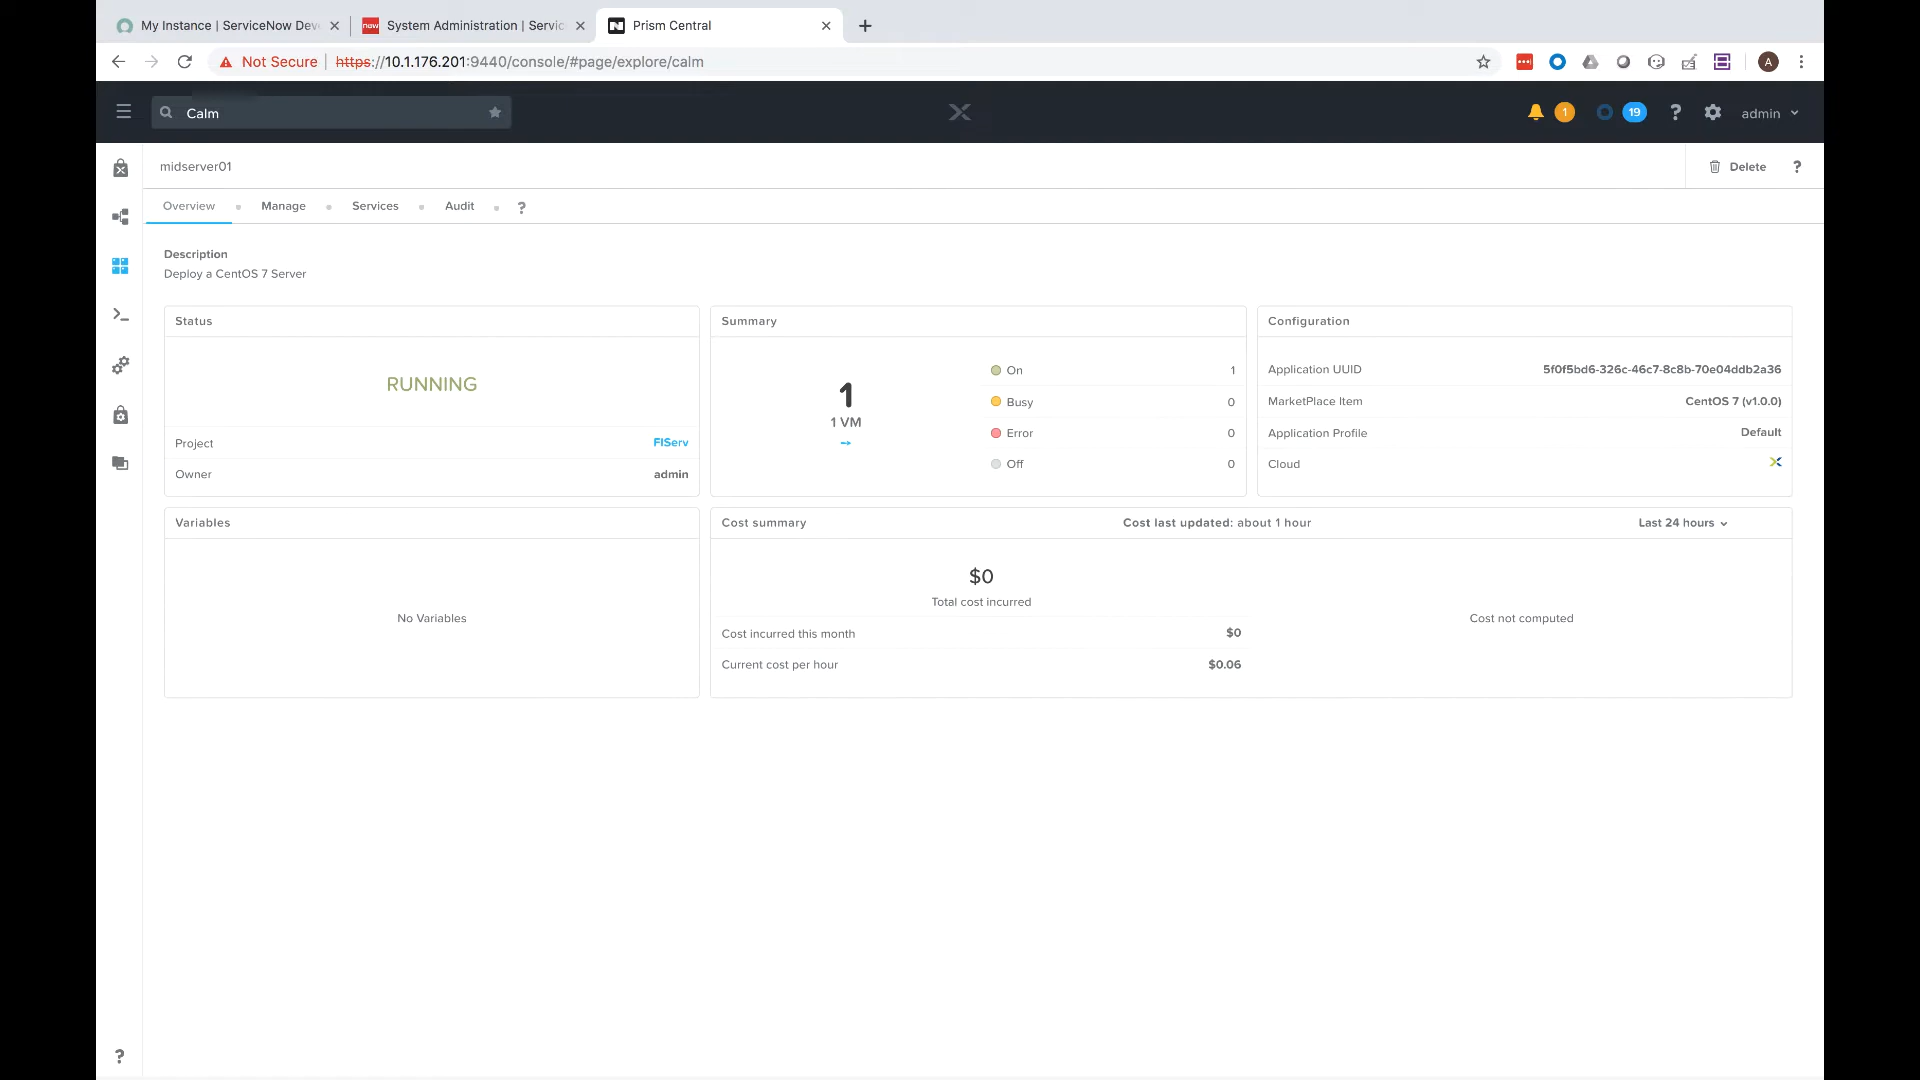 My Instance | ServiceNow Deve
System Administration | Servic
Prism Central
Not Secure | https://10.1.176.201:9440/console/#page/explore/calm
A
Calm
1
19
?
admin
midserver01
Delete
?
Overview
Manage
Services
Audit
?
Description
Deploy a CentOS 7 Server
Status
RUNNING
Project FIServ
Owner admin
Summary
1
1 VM
On 1
Busy 0
Error 0
Off 0
Configuration
Application UUID 5f0f5bd6-326c-46c7-8c8b-70e04ddb2a36
MarketPlace Item CentOS 7 (v1.0.0)
Application Profile Default
Cloud
Variables
No Variables
Cost summary
Cost last updated: about 1 hour
Last 24 hours
$0
Total cost incurred
Cost incurred this month $0
Current cost per hour $0.06
Cost not computed
?